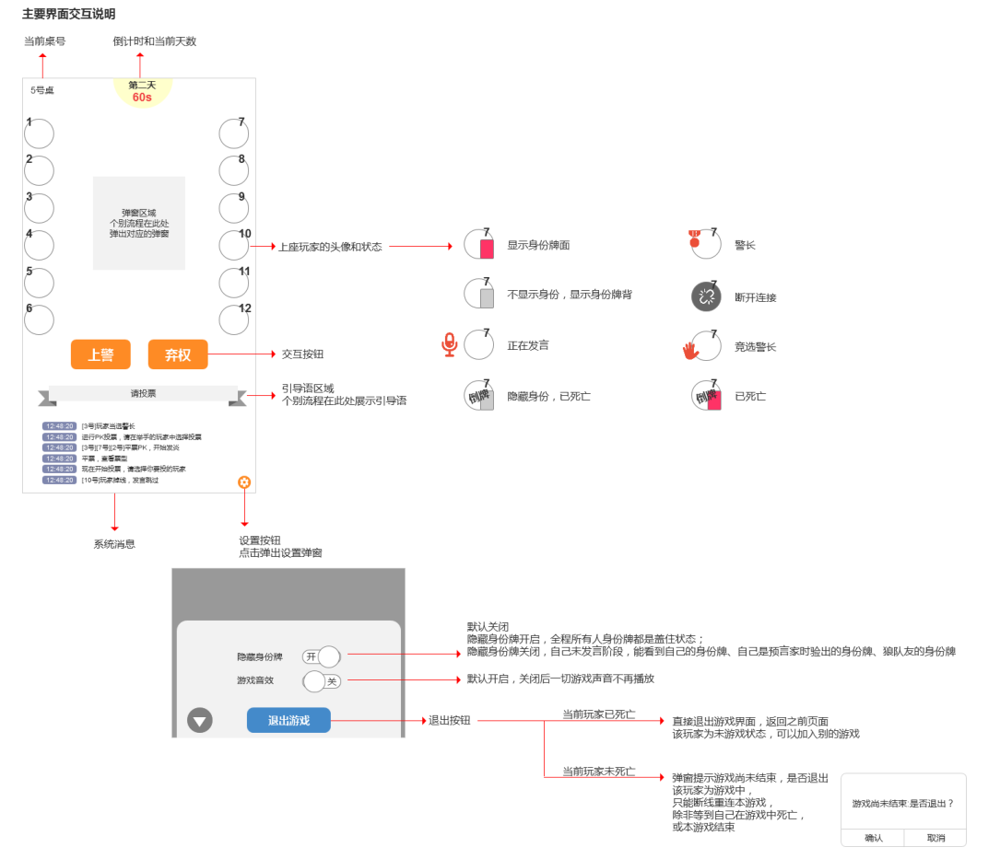 主要界面交互说明
当前桌号
倒计时和当前天数
5号桌
第二天
60s
1
7
2
8
3
9
4
10
5
11
6
12
弹窗区域
个别流程在此处
弹出对应的弹窗
上座玩家的头像和状态
7
显示身份牌面
7
警长
7
不显示身份，显示身份牌背
7
断开连接
7
正在发言
7
竞选警长
7
倒牌
隐藏身份，已死亡
7
倒牌
已死亡
上警
弃权
交互按钮
请投票
引导语区域
个别流程在此处展示引导语
12:48:20 [3号]玩家当选警长
12:48:20 进行PK投票，请在举手的玩家中选择投票
12:48:20 [3号][7号][2号]平票PK，开始发炎
12:48:20 平票，查看票型
12:48:20 现在开始投票，请选择你要投的玩家
12:48:20 [10号]玩家掉线，发言跳过
系统消息
设置按钮
点击弹出设置弹窗
隐藏身份牌 开
默认关闭
隐藏身份牌开启，全程所有人身份牌都是盖住状态；
隐藏身份牌关闭，自己未发言阶段，能看到自己的身份牌、自己是预言家时验出的身份牌、狼队友的身份牌
游戏音效 关
默认开启，关闭后一切游戏声音不再播放
退出游戏
退出按钮
当前玩家已死亡
直接退出游戏界面，返回之前页面
该玩家为未游戏状态，可以加入别的游戏
当前玩家未死亡
弹窗提示游戏尚未结束，是否退出
该玩家为游戏中，
只能断线重连本游戏，
除非等到自己在游戏中死亡，
或本游戏结束
游戏尚未结束 是否退出？
确认
取消